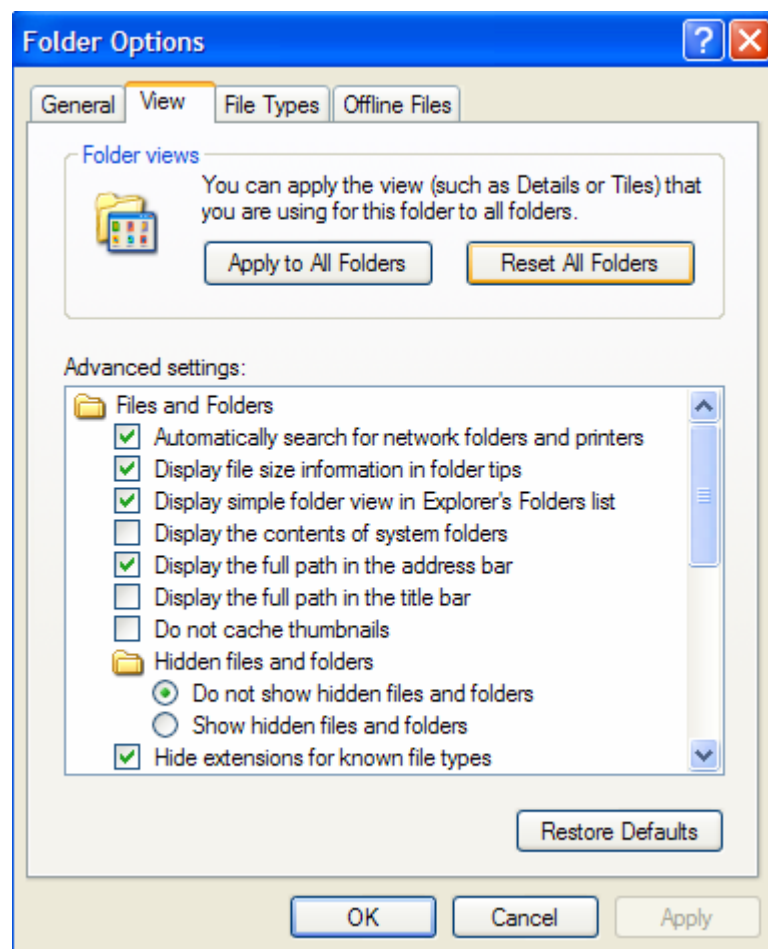 Folder Options
General View File Types Offline Files
Folder views
You can apply the view (such as Details or Tiles) that
you are using for this folder to all folders.
Apply to All Folders Reset All Folders
Advanced settings:
Files and Folders
Automatically search for network folders and printers
Display file size information in folder tips
Display simple folder view in Explorer's Folders list
Display the contents of system folders
Display the full path in the address bar
Display the full path in the title bar
Do not cache thumbnails
Hidden files and folders
Do not show hidden files and folders
Show hidden files and folders
Hide extensions for known file types
Restore Defaults
OK Cancel Apply